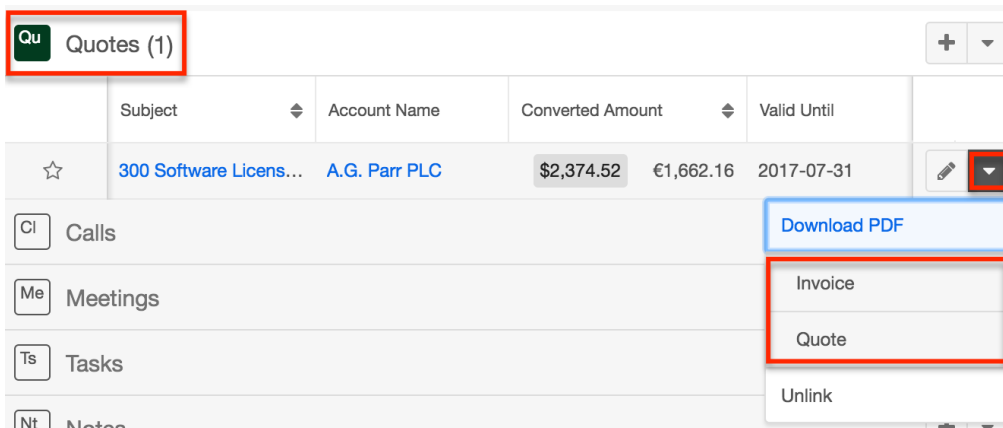 Qu Quotes (1)
Subject Account Name Converted Amount Valid Until
300 Software Licens... A.G. Parr PLC $2,374.52 €1,662.16 2017-07-31
Download PDF
Cl Calls
Invoice
Me Meetings
Quote
Ts Tasks
Unlink
Nt Notes